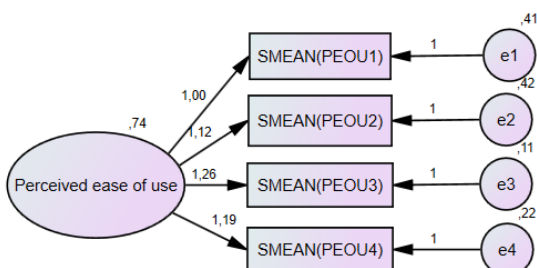 ,41
SMEAN(PEOU1)
1
e1
1,00
,42
,74
1,12
SMEAN(PEOU2)
1
e2
,11
Perceived ease of use
1,26
SMEAN(PEOU3)
1
e3
,22
1,19
SMEAN(PEOU4)
1
e4